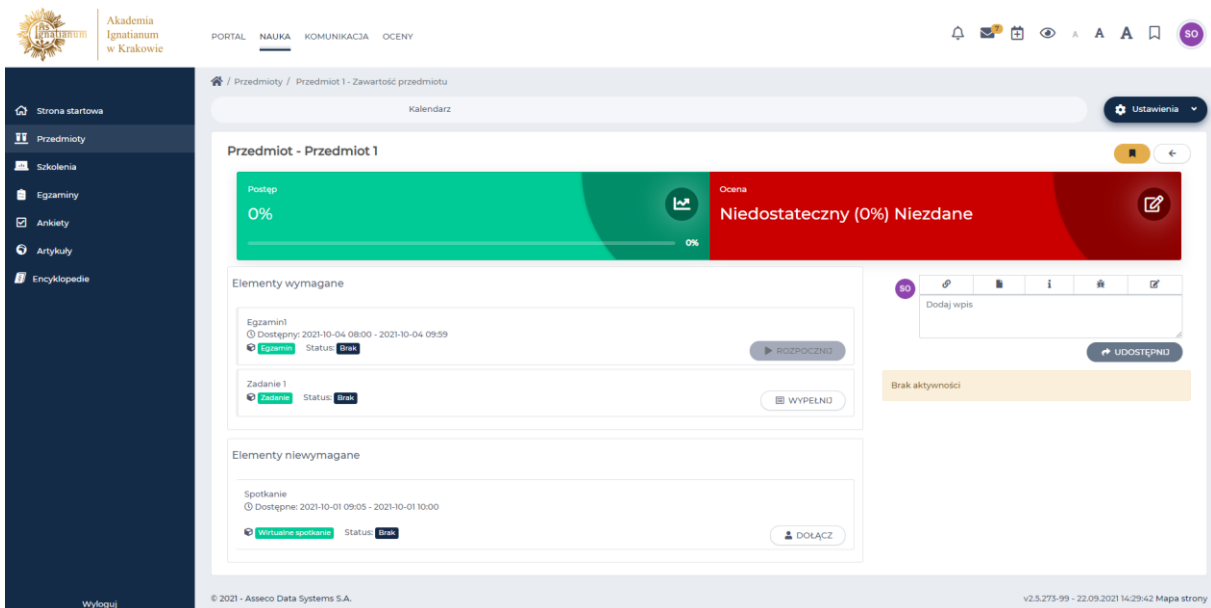 Akademia
Ignatianum
w Krakowie
As
Ignatianum
PORTAL NAUKA KOMUNIKACJA OCENY
7
A A A
SO
/ Przedmioty / Przedmiot 1 - Zawartość przedmiotu
Strona startowa
Przedmioty
Szkolenia
Egzaminy
Ankiety
Artykuły
Encyklopedie
Wyloguj
Kalendarz
Ustawienia
Przedmiot - Przedmiot 1
Postęp
0%
0%
Ocena
Niedostateczny (0%) Niezdane
Elementy wymagane
Egzamin1
Dostępny: 2021-10-04 08:00 - 2021-10-04 09:59
Egzamin Status: Brak
ROZPOCZNIJ
Zadanie 1
Zadanie Status: Brak
WYPEŁNIJ
Elementy niewymagane
Spotkanie
Dostępne: 2021-10-01 09:05 - 2021-10-01 10:00
Wirtualne spotkanie Status: Brak
DOŁĄCZ
SO
Dodaj wpis
UDOSTĘPNIJ
Brak aktywności
© 2021 - Asseco Data Systems S.A.
v2.5.273-99 - 22.09.2021 14:29:42 Mapa strony